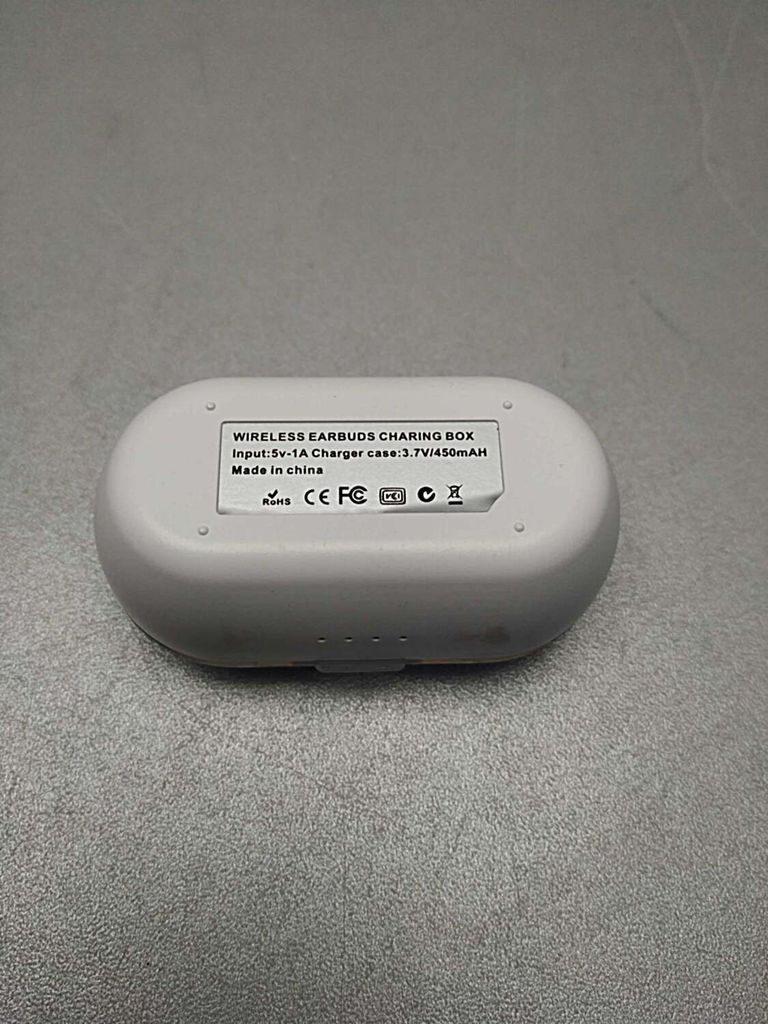 WIRELESS EARBUDS CHARING BOX
Input:5v-1A Charger case:3.7V/450mAH
Made in china
RoHS CE FC